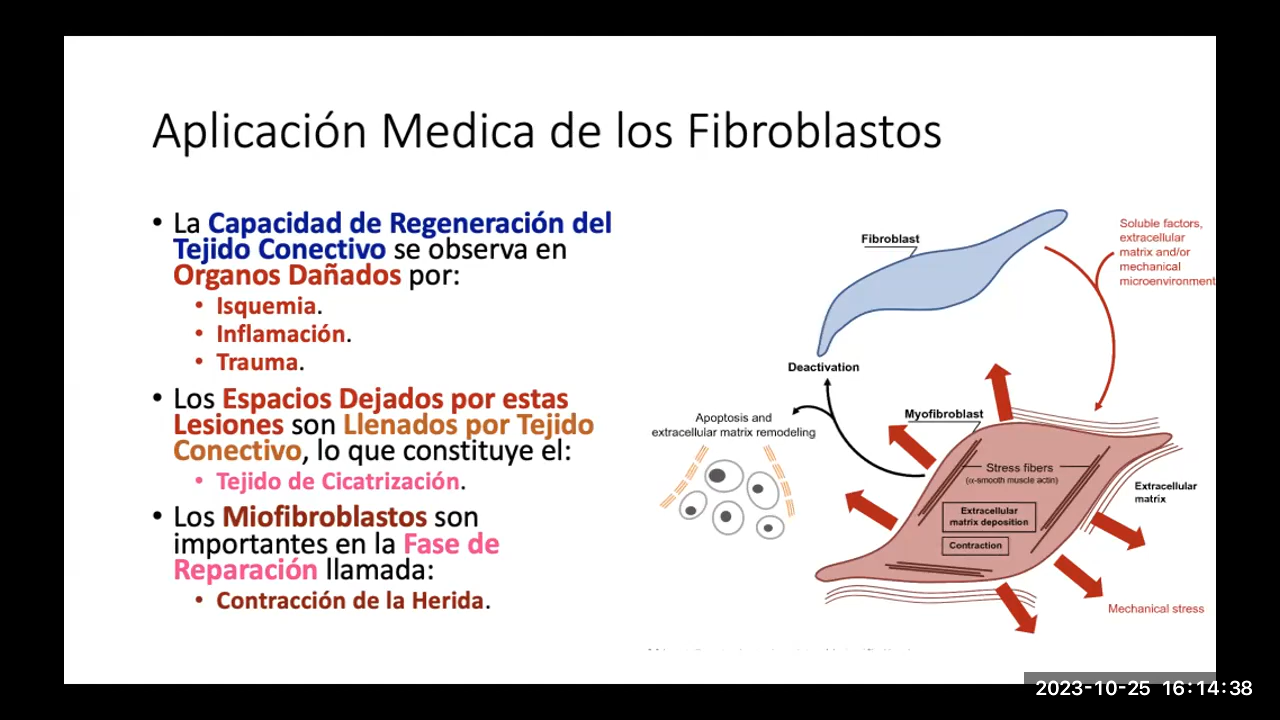 Aplicación Medica de los Fibroblastos
• La Capacidad de Regeneración del
Tejido Conectivo se observa en
Organos Dañados por:
• Isquemia.
• Inflamación.
• Trauma.
• Los Espacios Dejados por estas
Lesiones son Llenados por Tejido
Conectivo, lo que constituye el:
• Tejido de Cicatrización.
• Los Miofibroblastos son
importantes en la Fase de
Reparación llamada:
• Contracción de la Herida.
Fibroblast
Soluble factors,
extracellular
matrix and/or
mechanical
microenvironment
Deactivation
Apoptosis and
extracellular matrix remodeling
Myofibroblast
Stress fibers
(α-smooth muscle actin)
Extracellular
matrix deposition
Contraction
Extracellular
matrix
Mechanical stress
2023-10-25 16:14:38